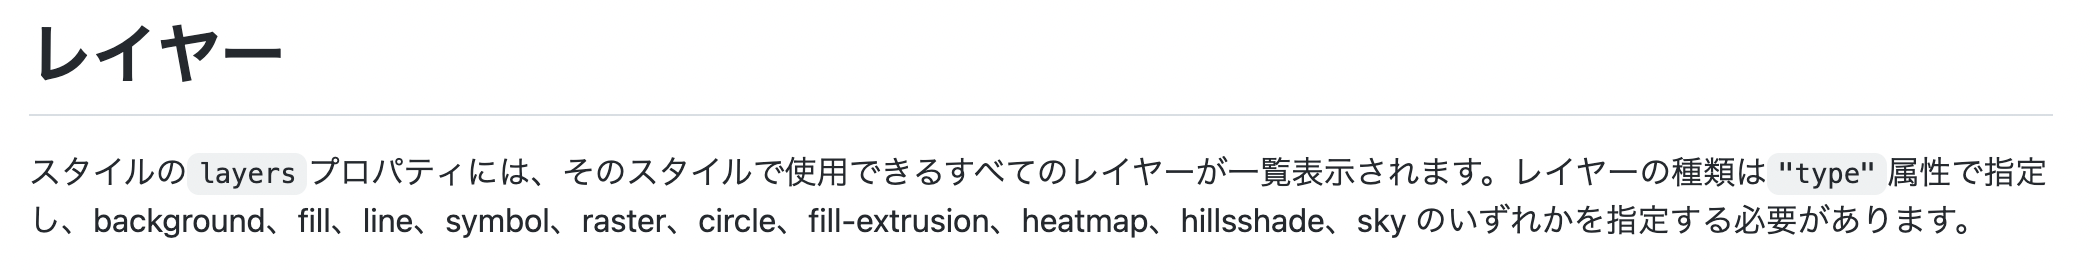 レイヤー
スタイルの layers プロパティには、そのスタイルで使用できるすべてのレイヤーが一覧表示されます。レイヤーの種類は "type" 属性で指定
し、background、fill、line、symbol、raster、circle、fill-extrusion、heatmap、hillsshade、sky のいずれかを指定する必要があります。